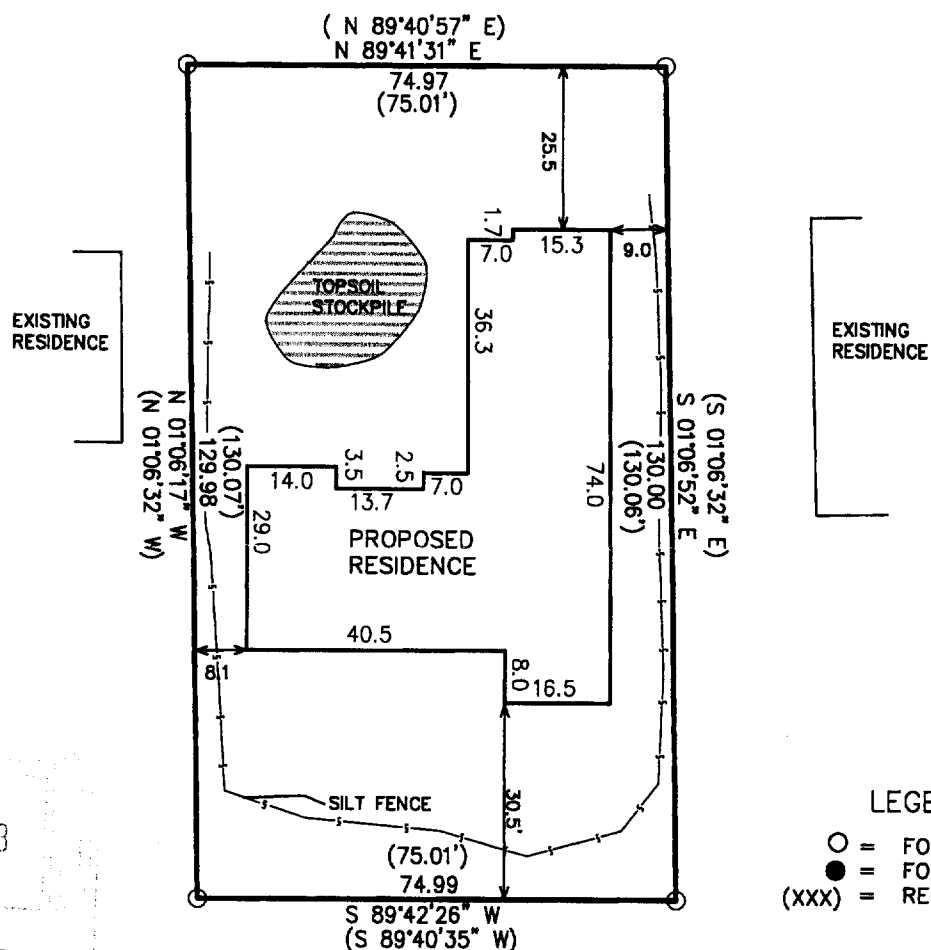 ( N 89°40'57" E)
N 89°41'31" E
74.97
(75.01')
25.5
1.7
7.0
15.3
9.0
TOPSOIL
STOCKPILE
EXISTING
RESIDENCE
36.3
EXISTING
RESIDENCE
(N 01°06'32" W)
N 01°06'17" W
129.98
(130.07')
14.0
3.5
13.7
2.5
7.0
29.0
74.0
(130.06')
130.00
S 01°06'52" E
(S 01°06'32" E)
PROPOSED
RESIDENCE
40.5
8.1
8.0
16.5
30.5'
SILT FENCE
(75.01')
74.99
S 89°42'26" W
(S 89°40'35" W)
LEGE
= FO
= FO
(XXX) = RE